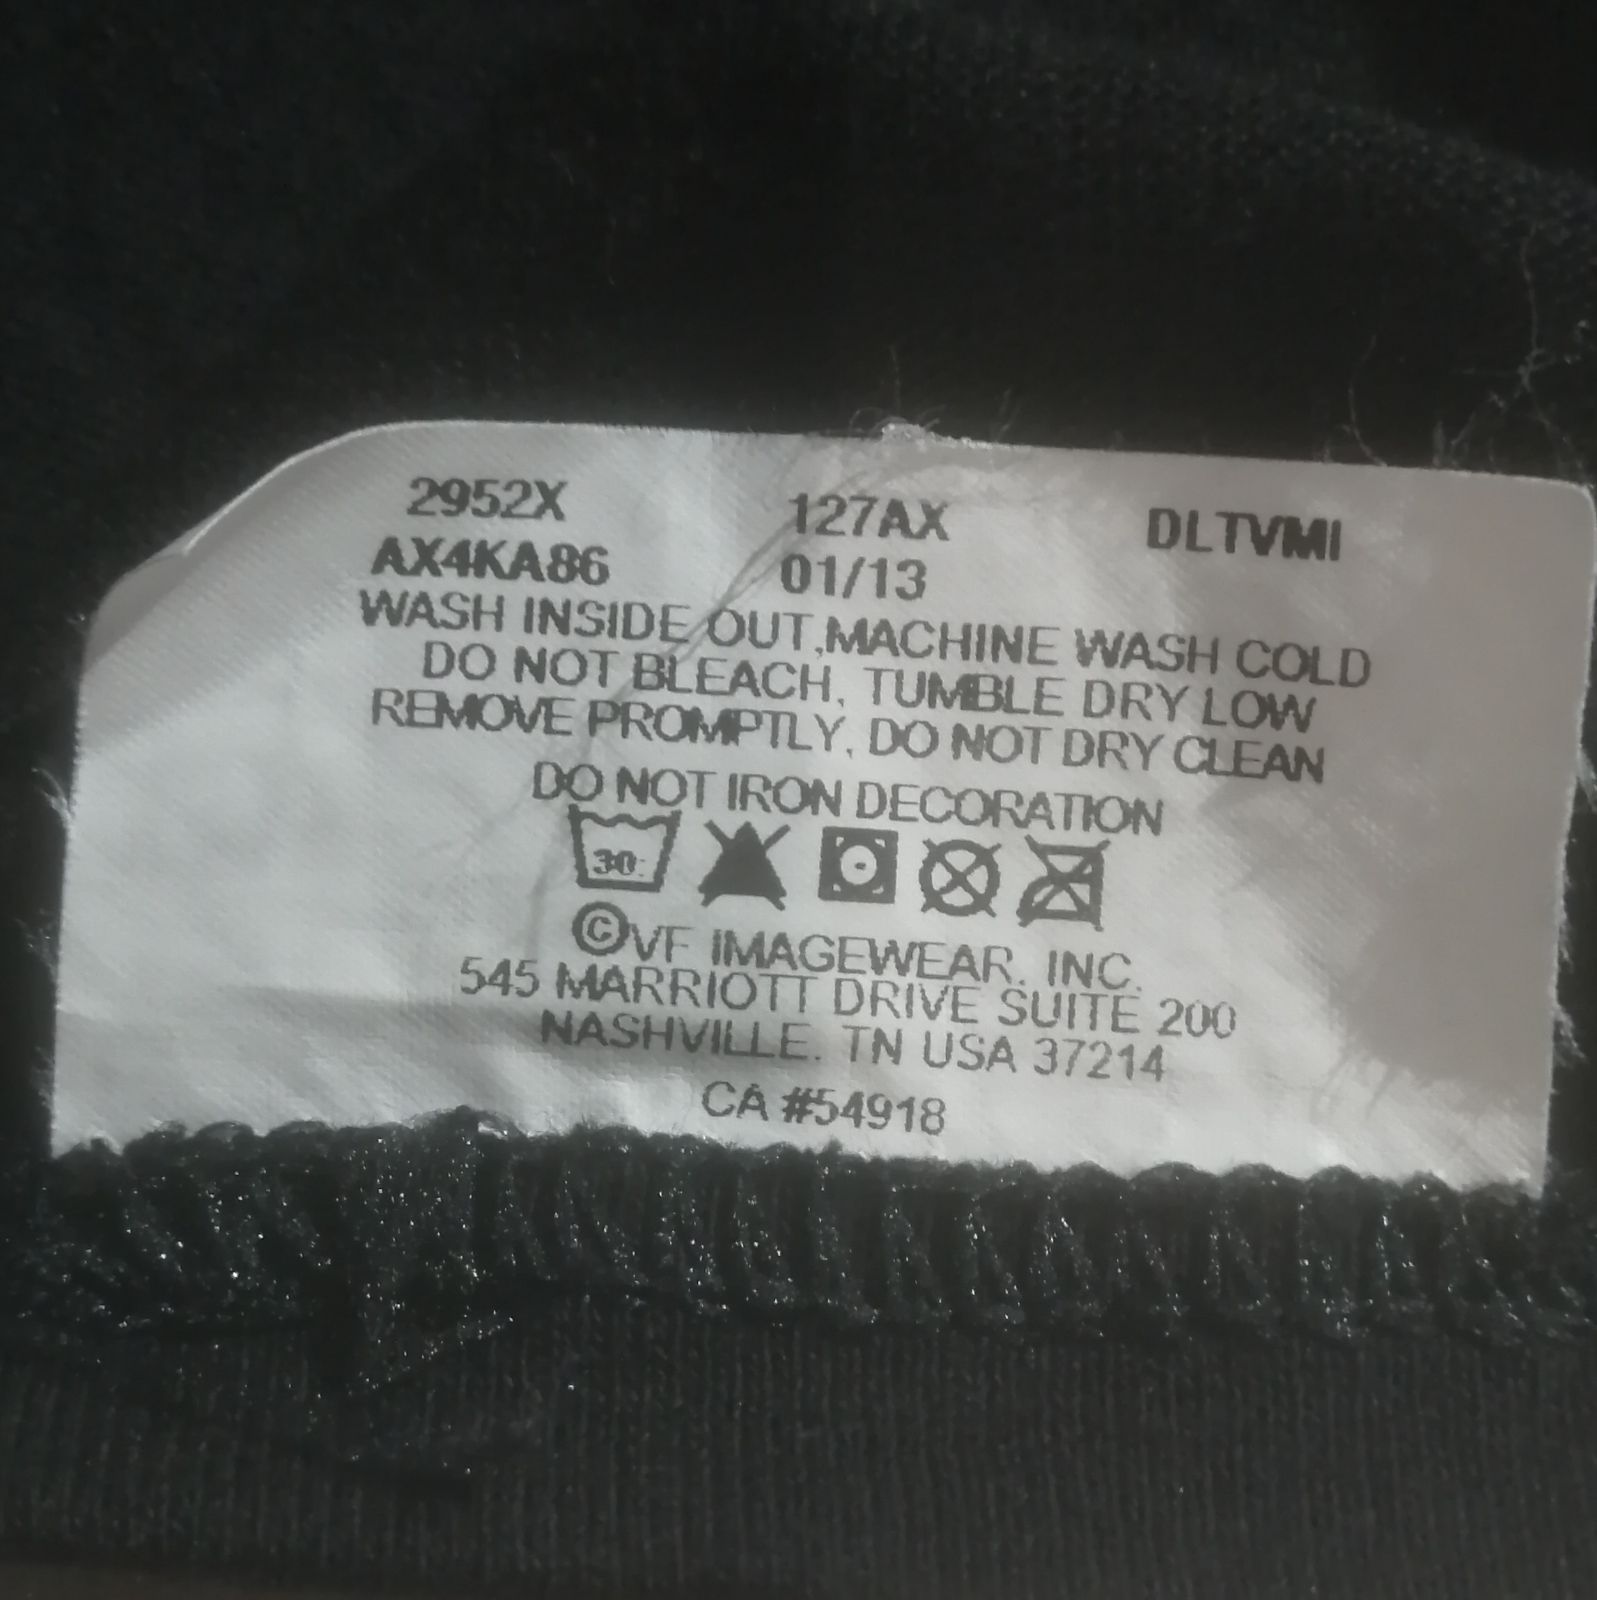 2952X 127AX DLTVMI
AX4KA86 01/13
WASH INSIDE OUT,MACHINE WASH COLD
DO NOT BLEACH, TUMBLE DRY LOW
REMOVE PROMPTLY, DO NOT DRY CLEAN
DO NOT IRON DECORATION
30
©VF IMAGEWEAR. INC.
545 MARRIOTT DRIVE SUITE 200
NASHVILLE. TN USA 37214
CA #54918